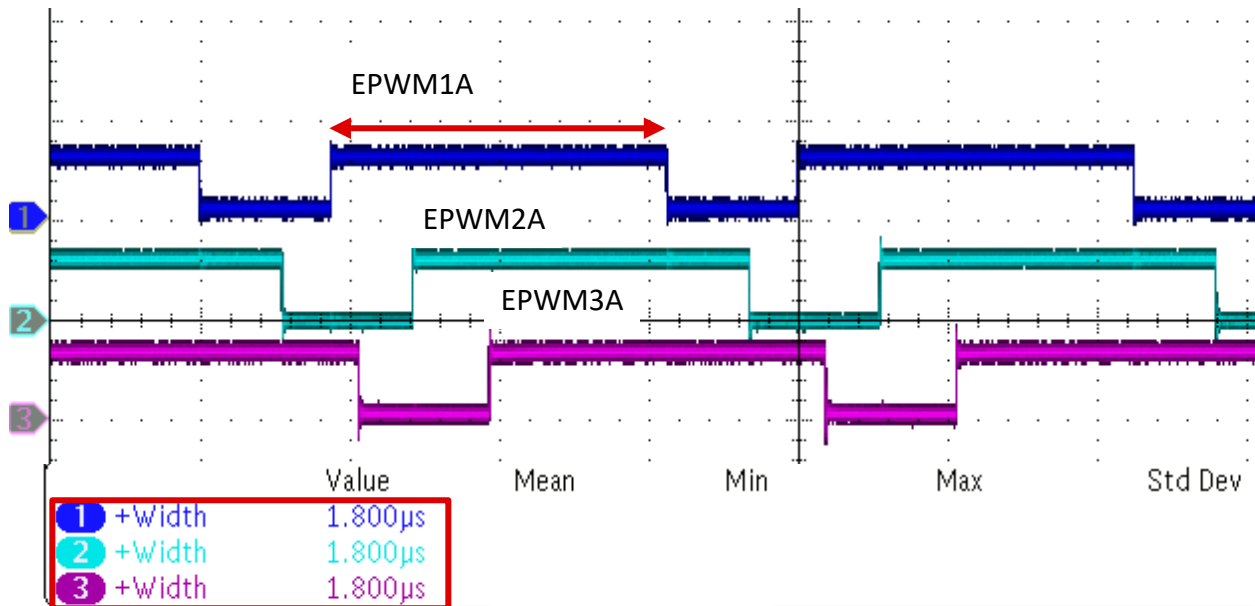 EPWM1A
1
EPWM2A
EPWM3A
2
3
Value Mean Min Max Std Dev
1 +Width 1.800µs
2 +Width 1.800µs
3 +Width 1.800µs